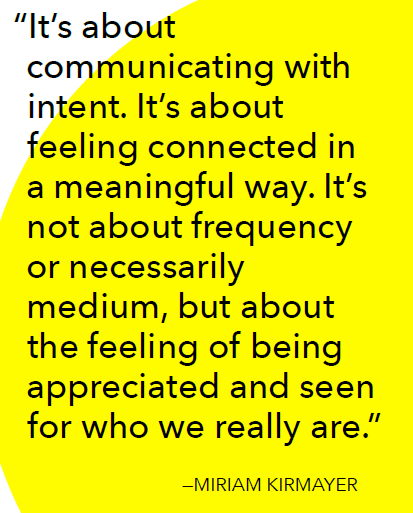 “It’s about
communicating with
intent. It’s about
feeling connected in
a meaningful way. It’s
not about frequency
or necessarily
medium, but about
the feeling of being
appreciated and seen
for who we really are.”
–MIRIAM KIRMAYER